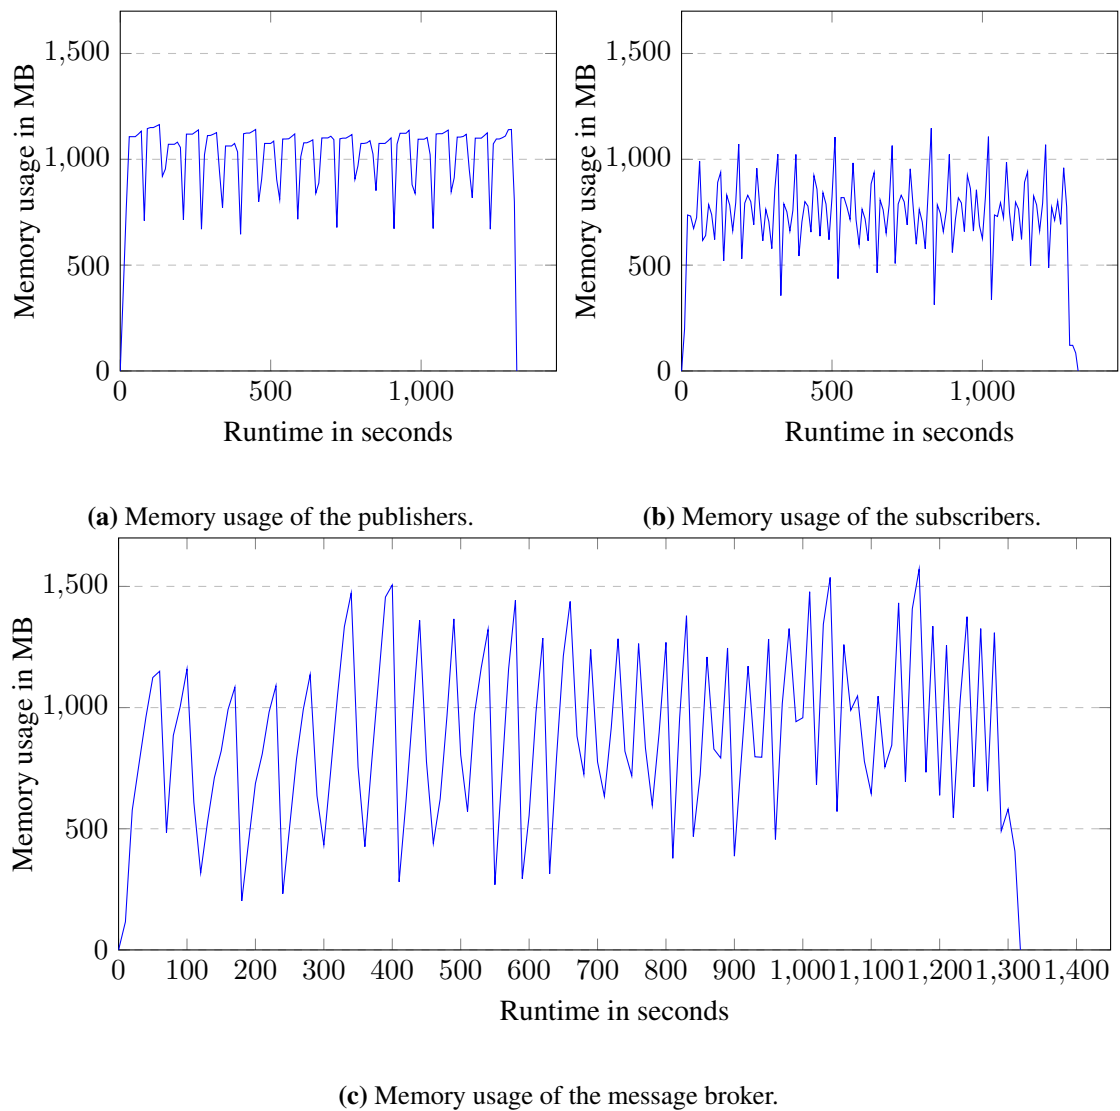 1,500
1,000
500
0
Memory usage in MB
0 500 1,000
Runtime in seconds
(a) Memory usage of the publishers.
1,500
1,000
500
0
Memory usage in MB
0 500 1,000
Runtime in seconds
(b) Memory usage of the subscribers.
1,500
1,000
500
0
Memory usage in MB
0 100 200 300 400 500 600 700 800 900 1,000 1,100 1,200 1,300 1,400
Runtime in seconds
(c) Memory usage of the message broker.